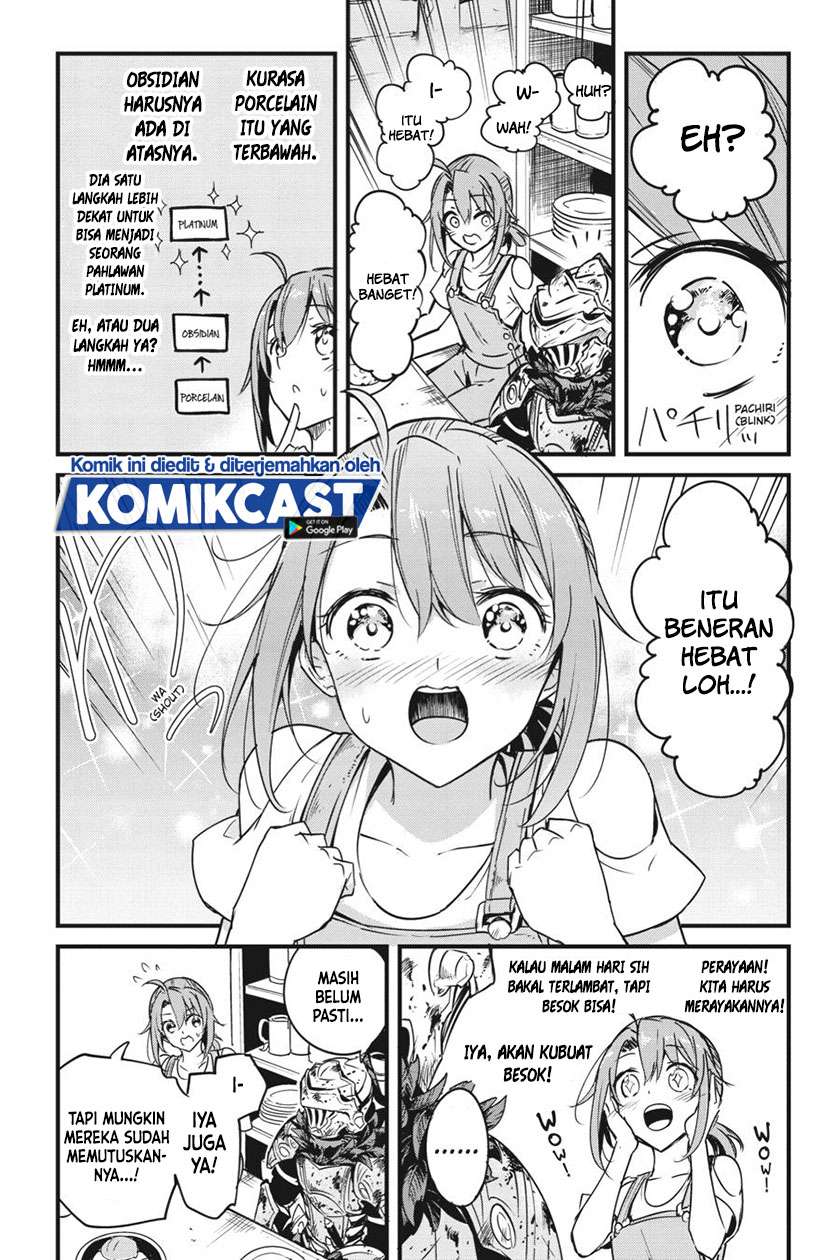 EH?
パチリッ
PACHIRI
(BLINK)
HUH?
W-
WAH!
I-
ITU
HEBAT!
HEBAT
BANGET!
KURASA
PORCELAIN
ITU YANG
TERBAWAH.
OBSIDIAN
HARUSNYA
ADA DI
ATASNYA.
DIA SATU
LANGKAH LEBIH
DEKAT UNTUK
BISA MENJADI
SEORANG
PAHLAWAN
PLATINUM.
EH, ATAU DUA
LANGKAH YA?
HMMM...
PLATINUM
OBSIDIAN
PORCELAIN
Komik ini diedit & diterjemahkan oleh
KOMIKCAST
GET IT ON
Google Play
ITU
BENERAN
HEBAT
LOH...!
WA
(SHOUT)
PERAYAAN!
KITA HARUS
MERAYAKANNYA!
KALAU MALAM HARI SIH
BAKAL TERLAMBAT, TAPI
BESOK BISA!
IYA, AKAN KUBUAT
BESOK!
WOW!
WOW!
......
MASIH
BELUM
PASTI...
I-
IYA
JUGA
YA!
TAPI MUNGKIN
MEREKA SUDAH
MEMUTUSKAN-
NYA...!